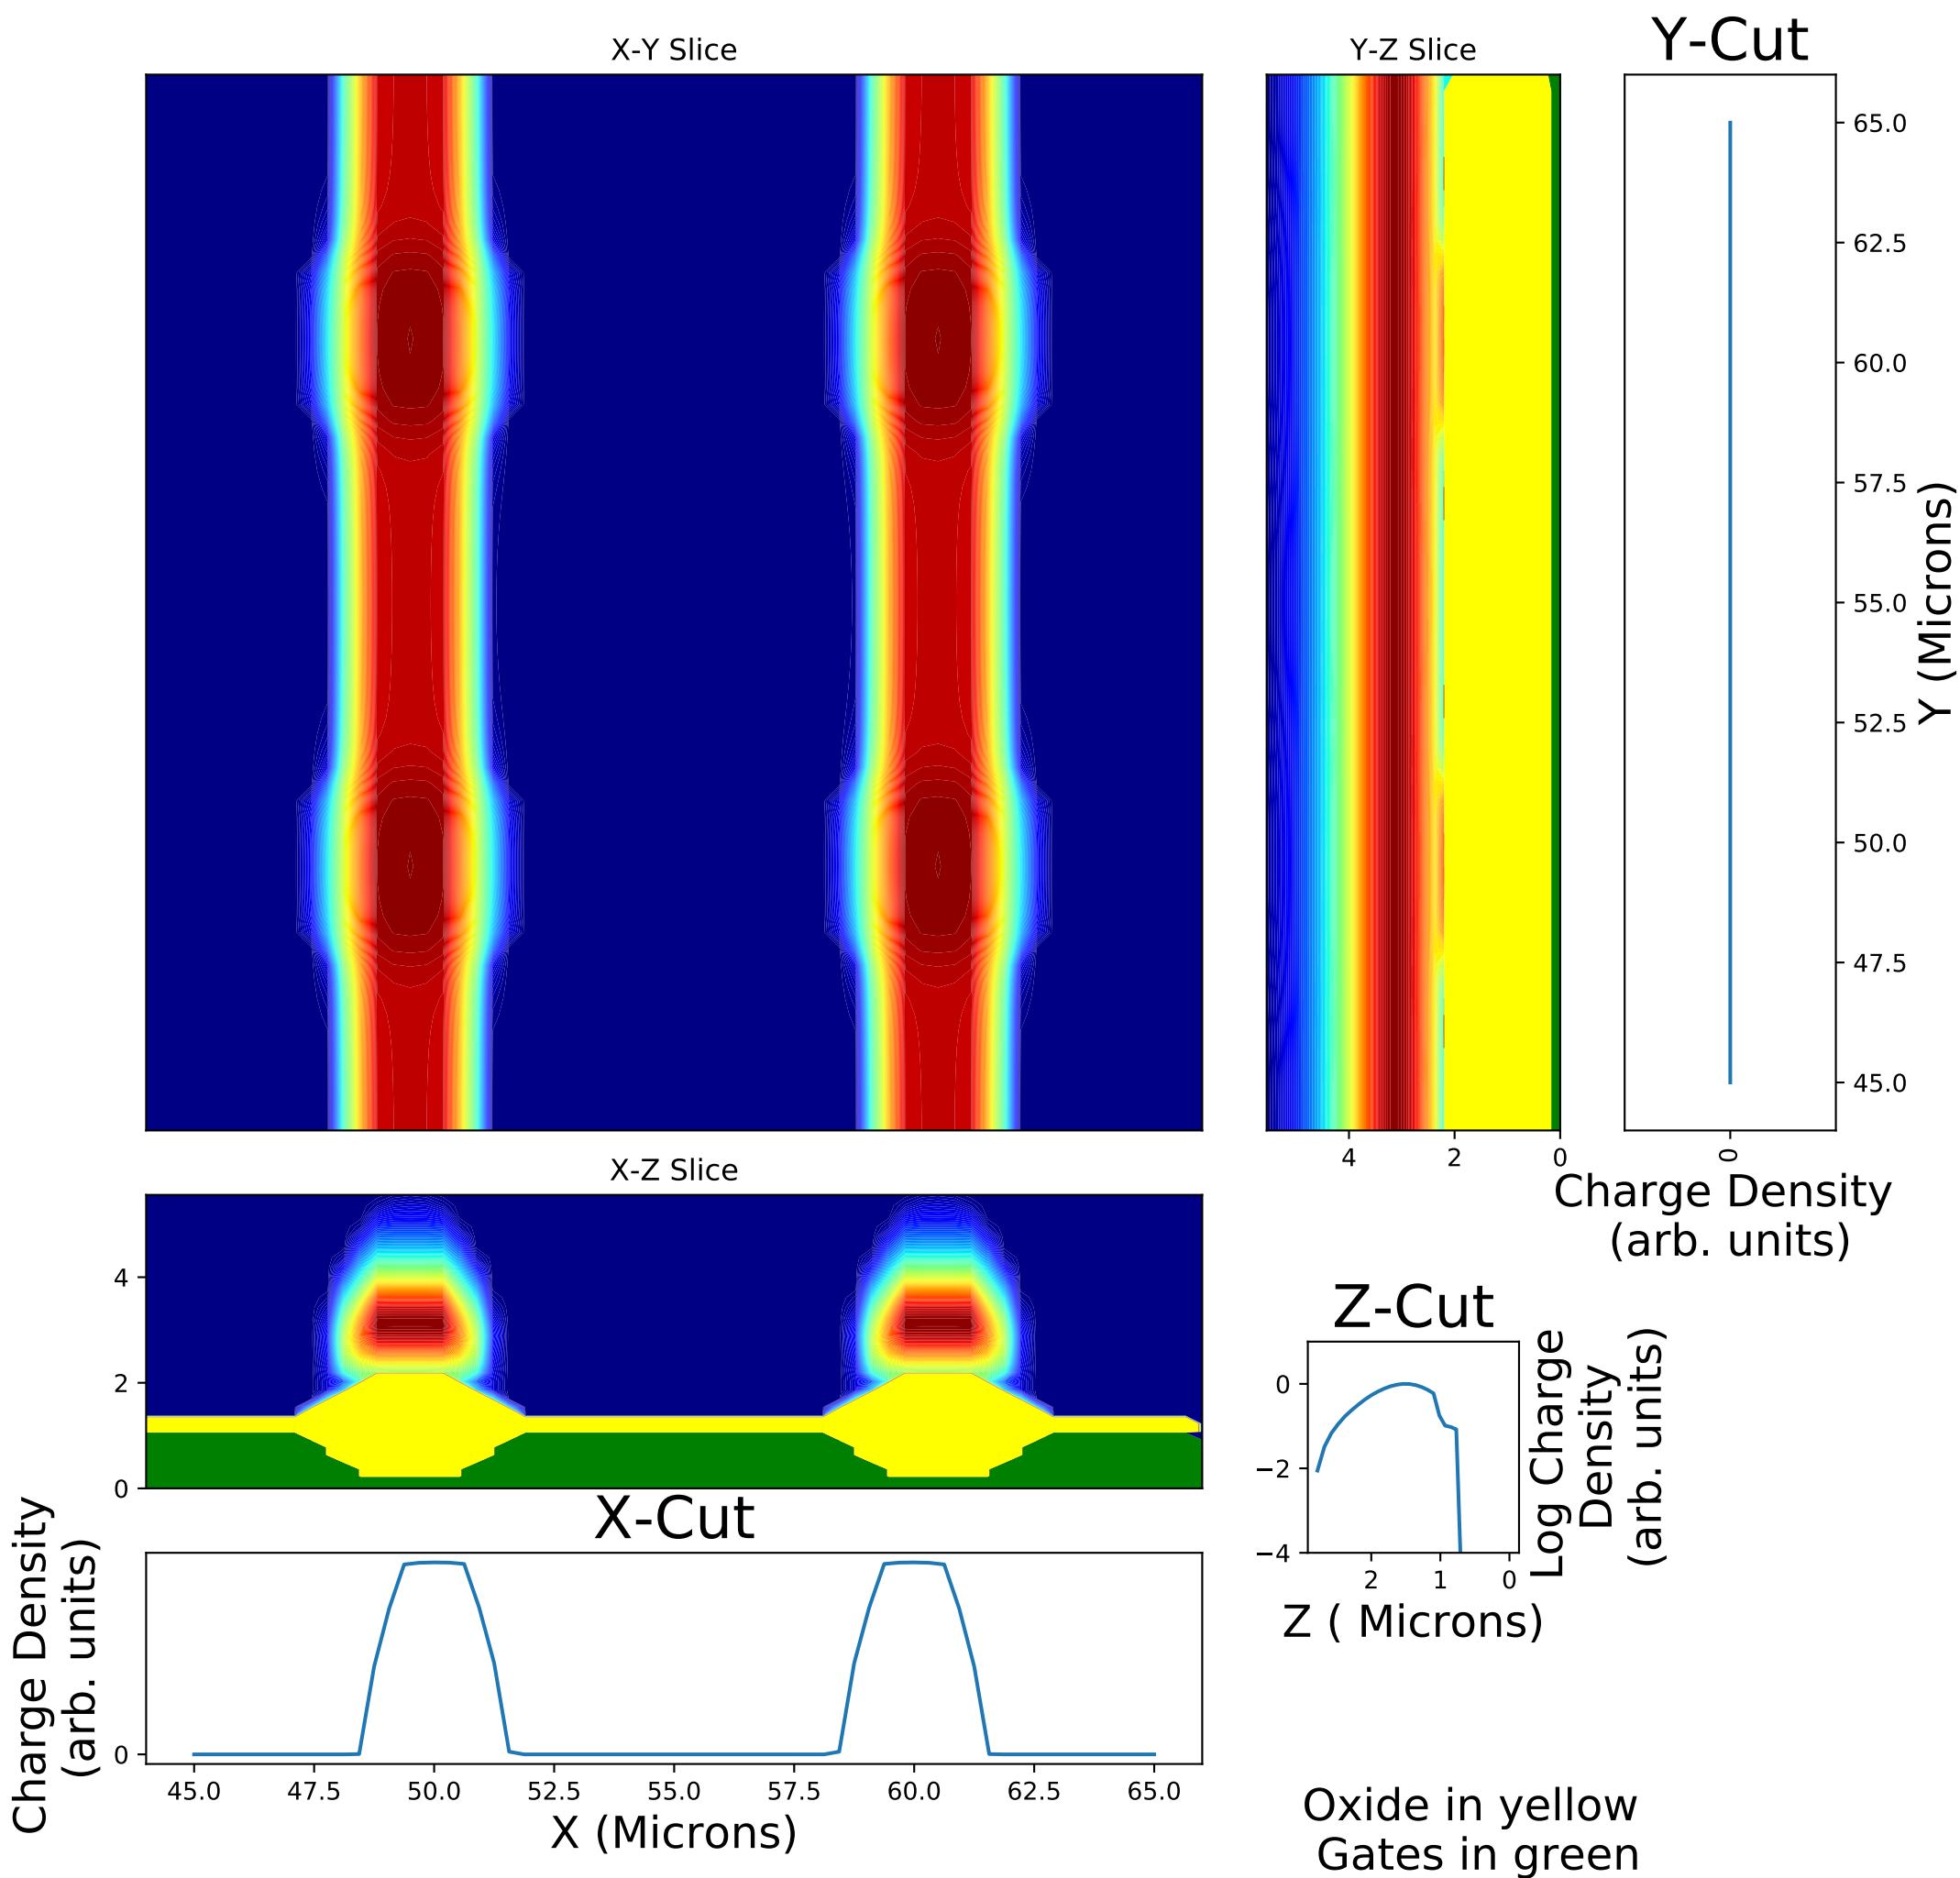 X-Y Slice
Y-Z Slice
Y-Cut
65.0
62.5
60.0
57.5
55.0
52.5
50.0
47.5
45.0
Y (Microns)
4 2 0
0
Charge Density
(arb. units)
X-Z Slice
4
2
0
Z-Cut
0
−2
−4
2 1 0
Z ( Microns)
Log Charge
Density
(arb. units)
X-Cut
Charge Density
(arb. units)
0
45.0 47.5 50.0 52.5 55.0 57.5 60.0 62.5 65.0
X (Microns)
Oxide in yellow
Gates in green